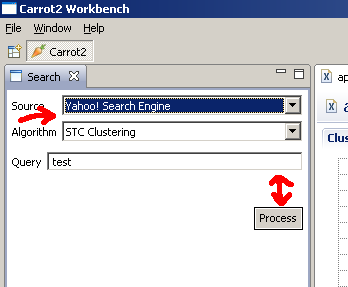 Carrot2 Workbench
File Window Help
Carrot2
Search
Source Yahoo! Search Engine
Algorithm STC Clustering
Query test
Process
ap
Clus